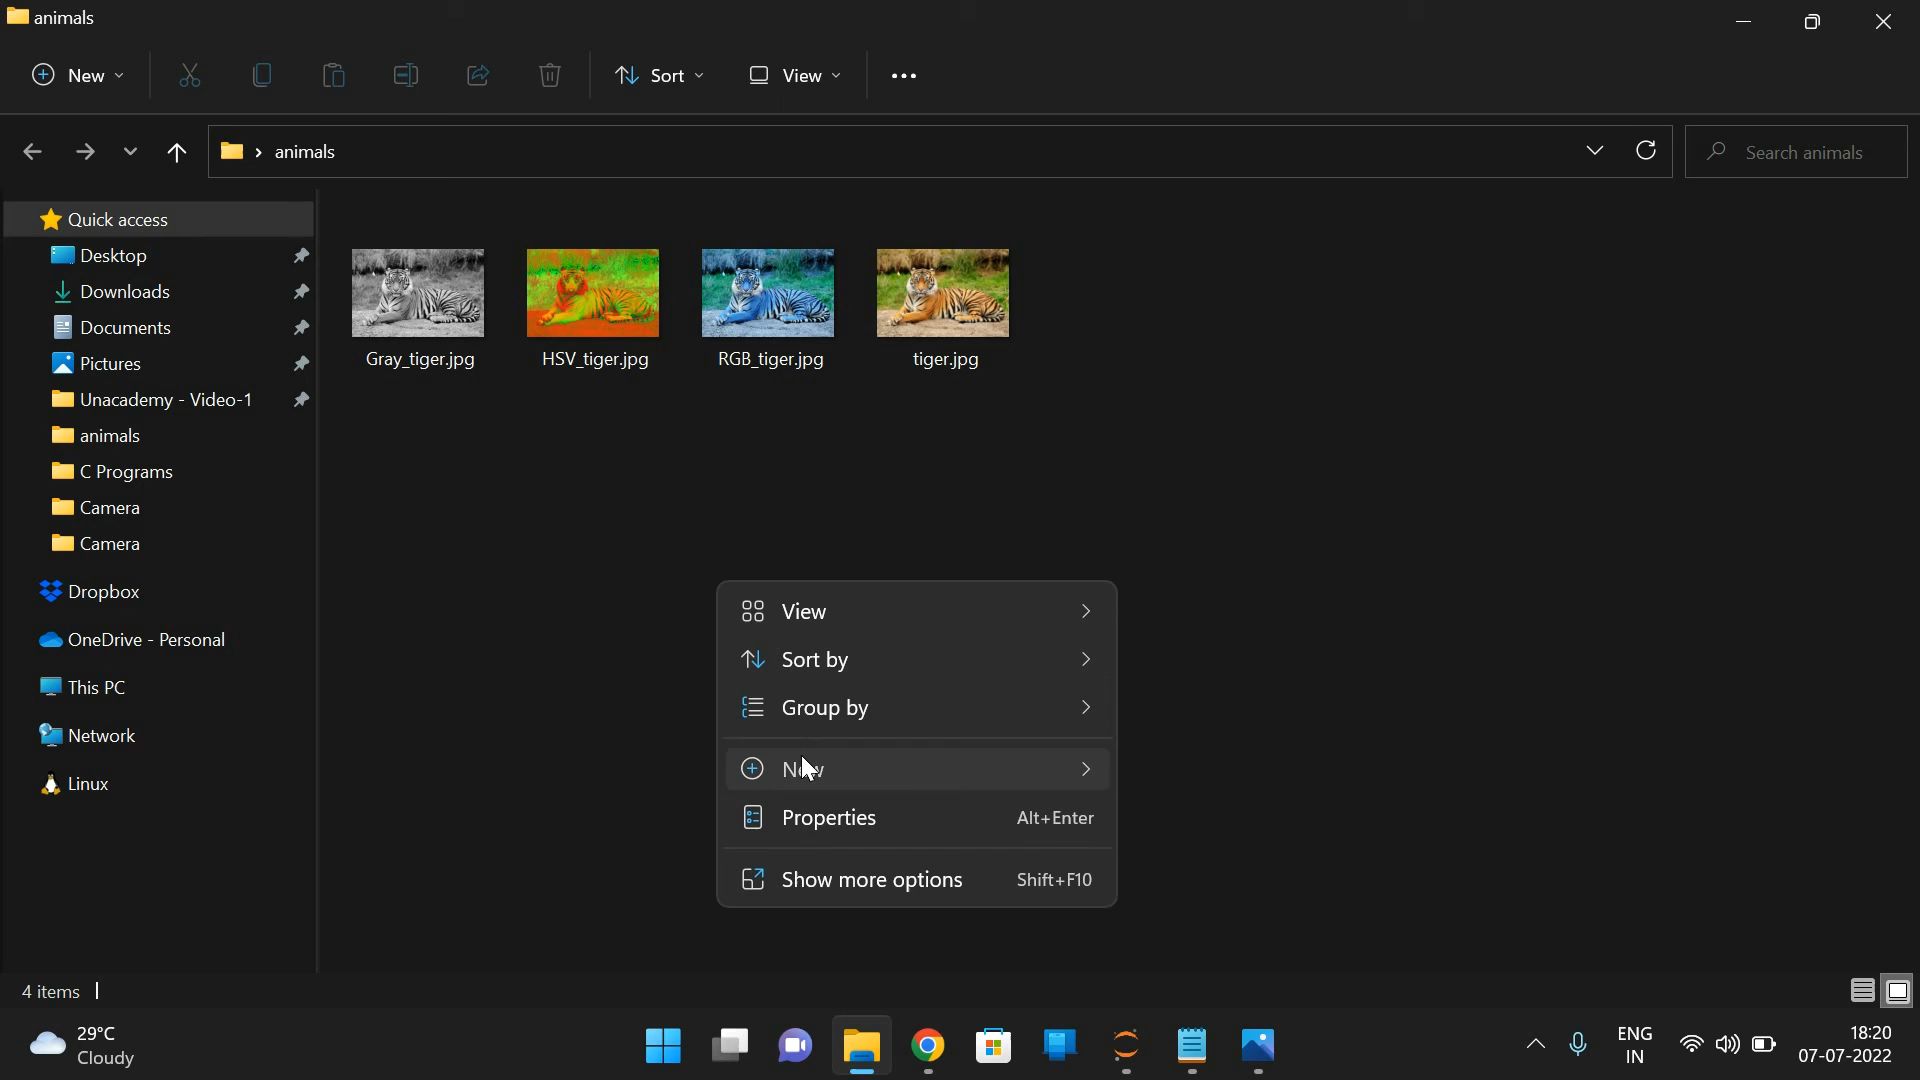 animals
New
Sort
View
animals
Search animals
Quick access
Desktop
Downloads
Documents
Pictures
Unacademy - Video-1
animals
C Programs
Camera
Camera
Dropbox
OneDrive - Personal
This PC
Network
Linux
Gray_tiger.jpg
HSV_tiger.jpg
RGB_tiger.jpg
tiger.jpg
View
Sort by
Group by
New
Properties Alt+Enter
Show more options Shift+F10
4 items
29°C
Cloudy
ENG
IN
18:20
07-07-2022